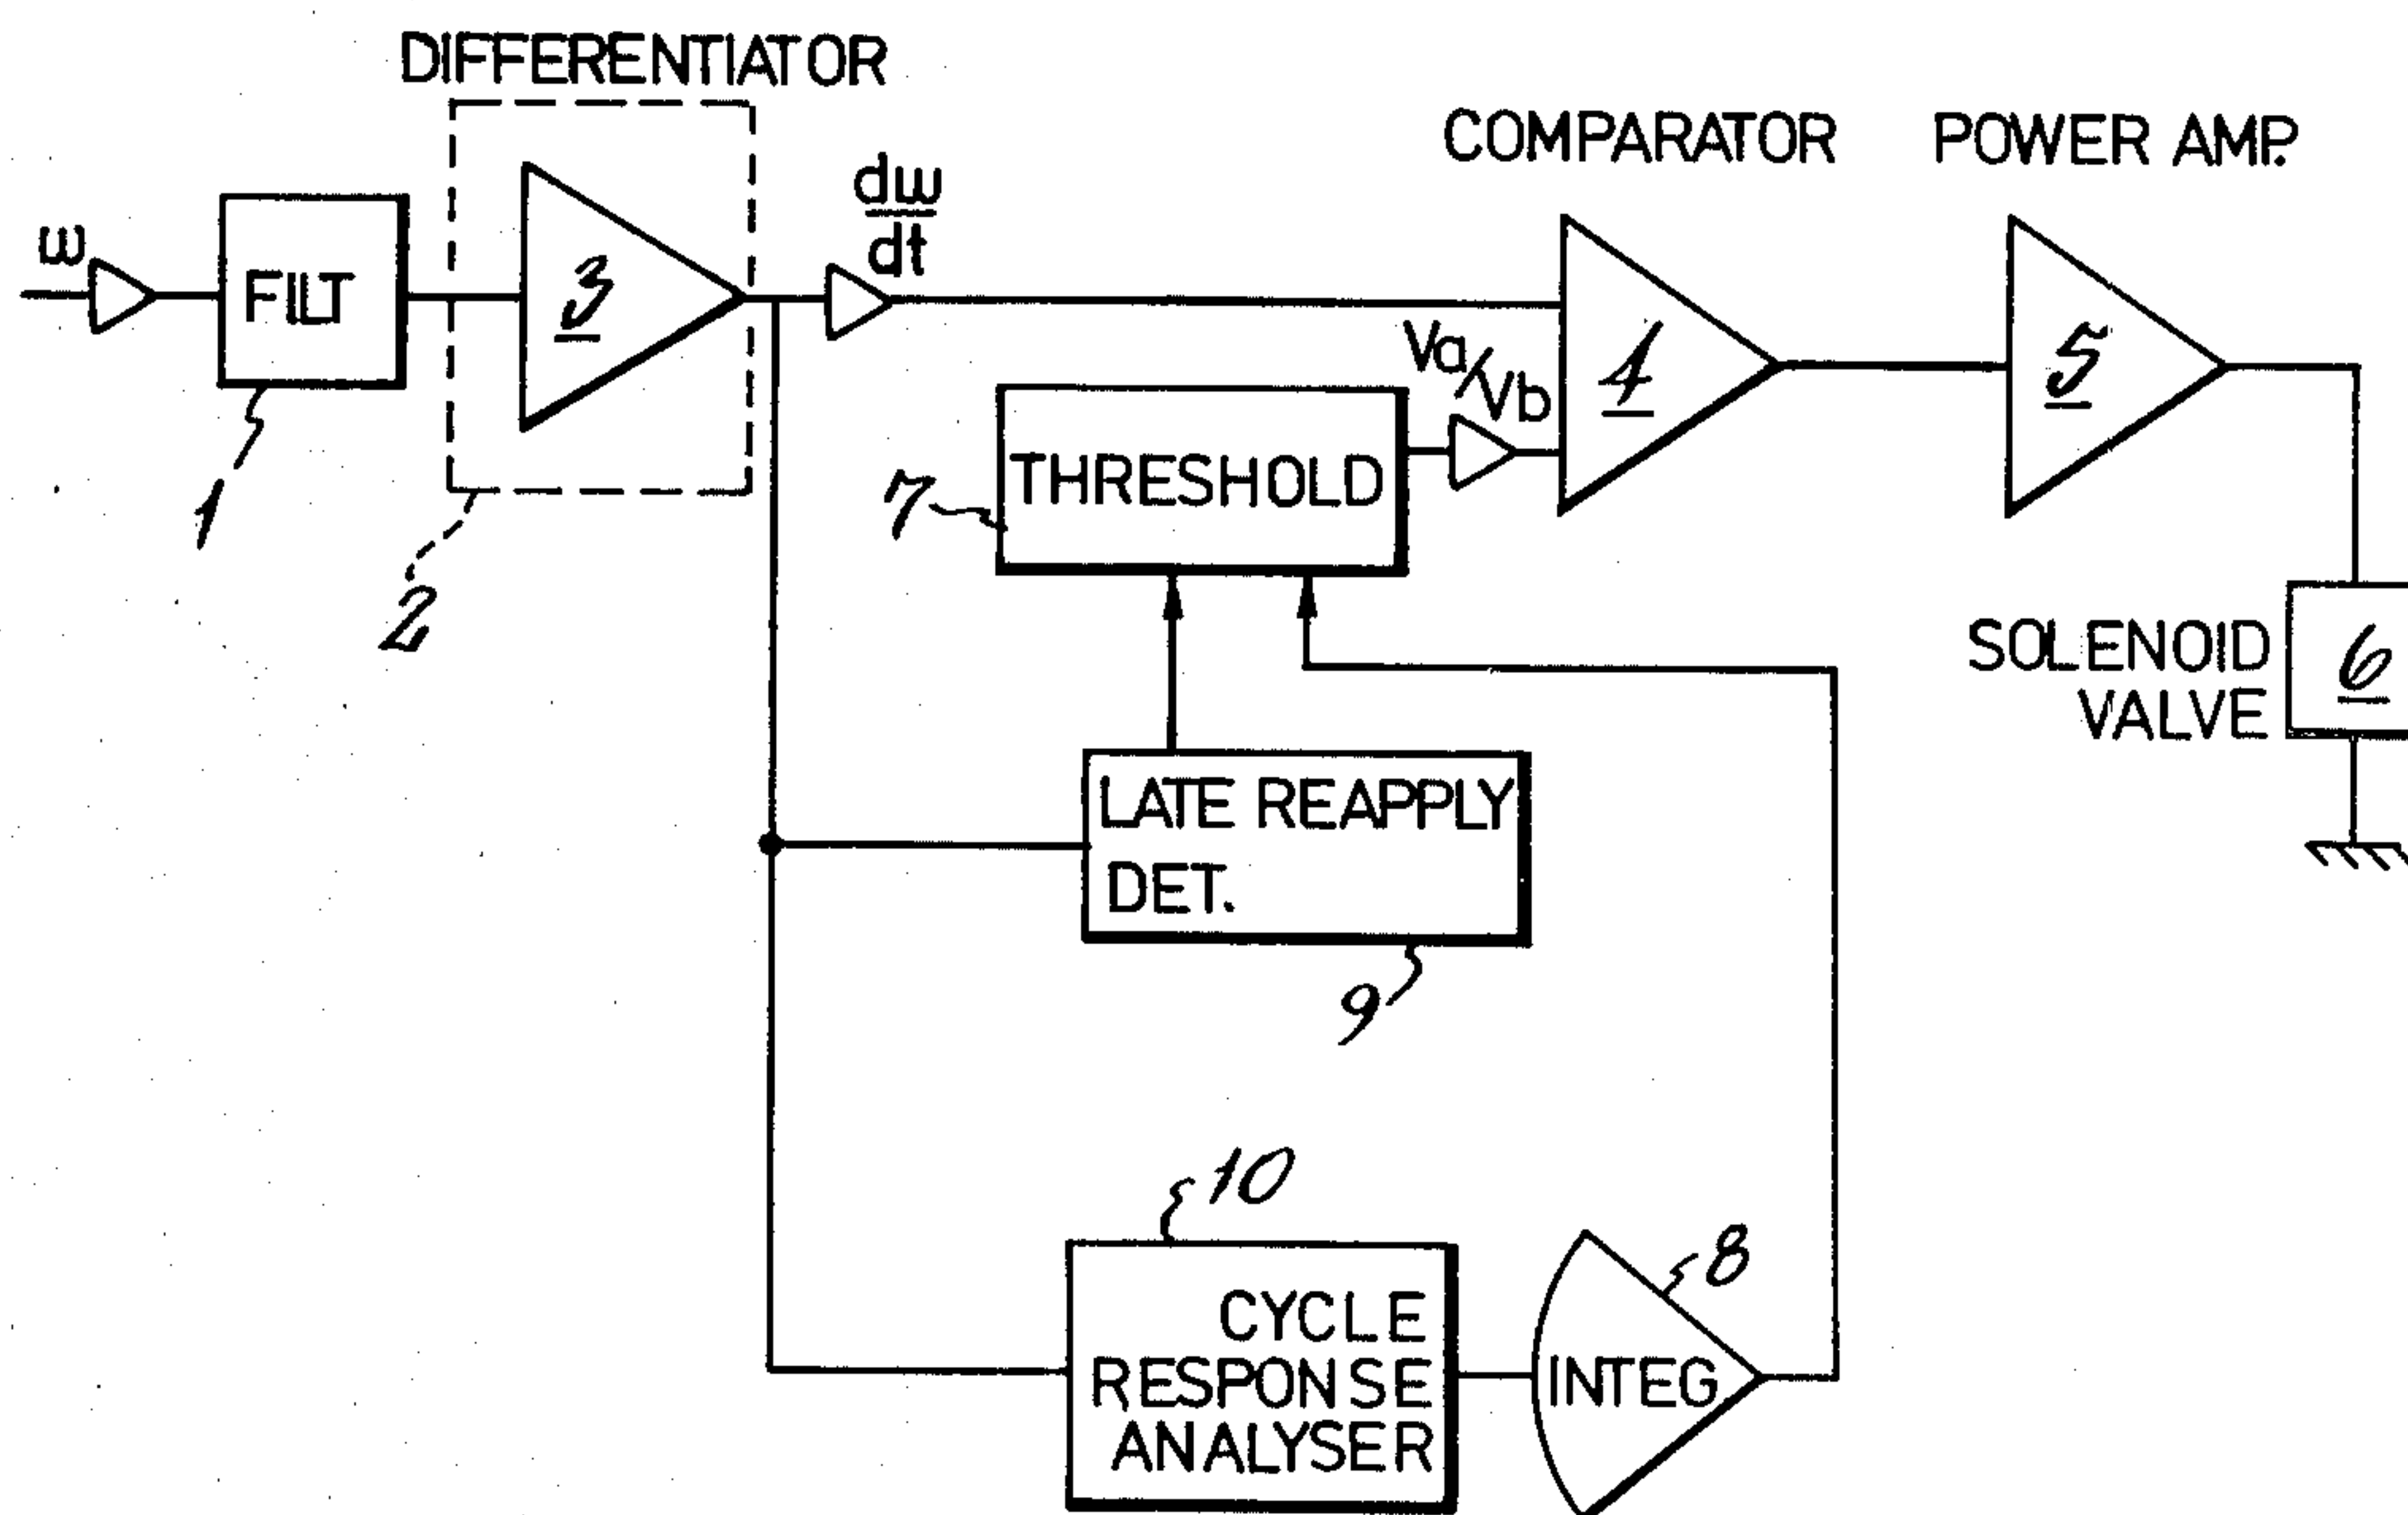 DIFFERENTIATOR
COMPARATOR
POWER AMP.
ω
FILT
3
dω
dt
Va/Vb
4
5
1
2
7
THRESHOLD
SOLENOID
VALVE
6
LATE REAPPLY
DET.
9
10
8
CYCLE
RESPONSE
ANALYSER
INTEG